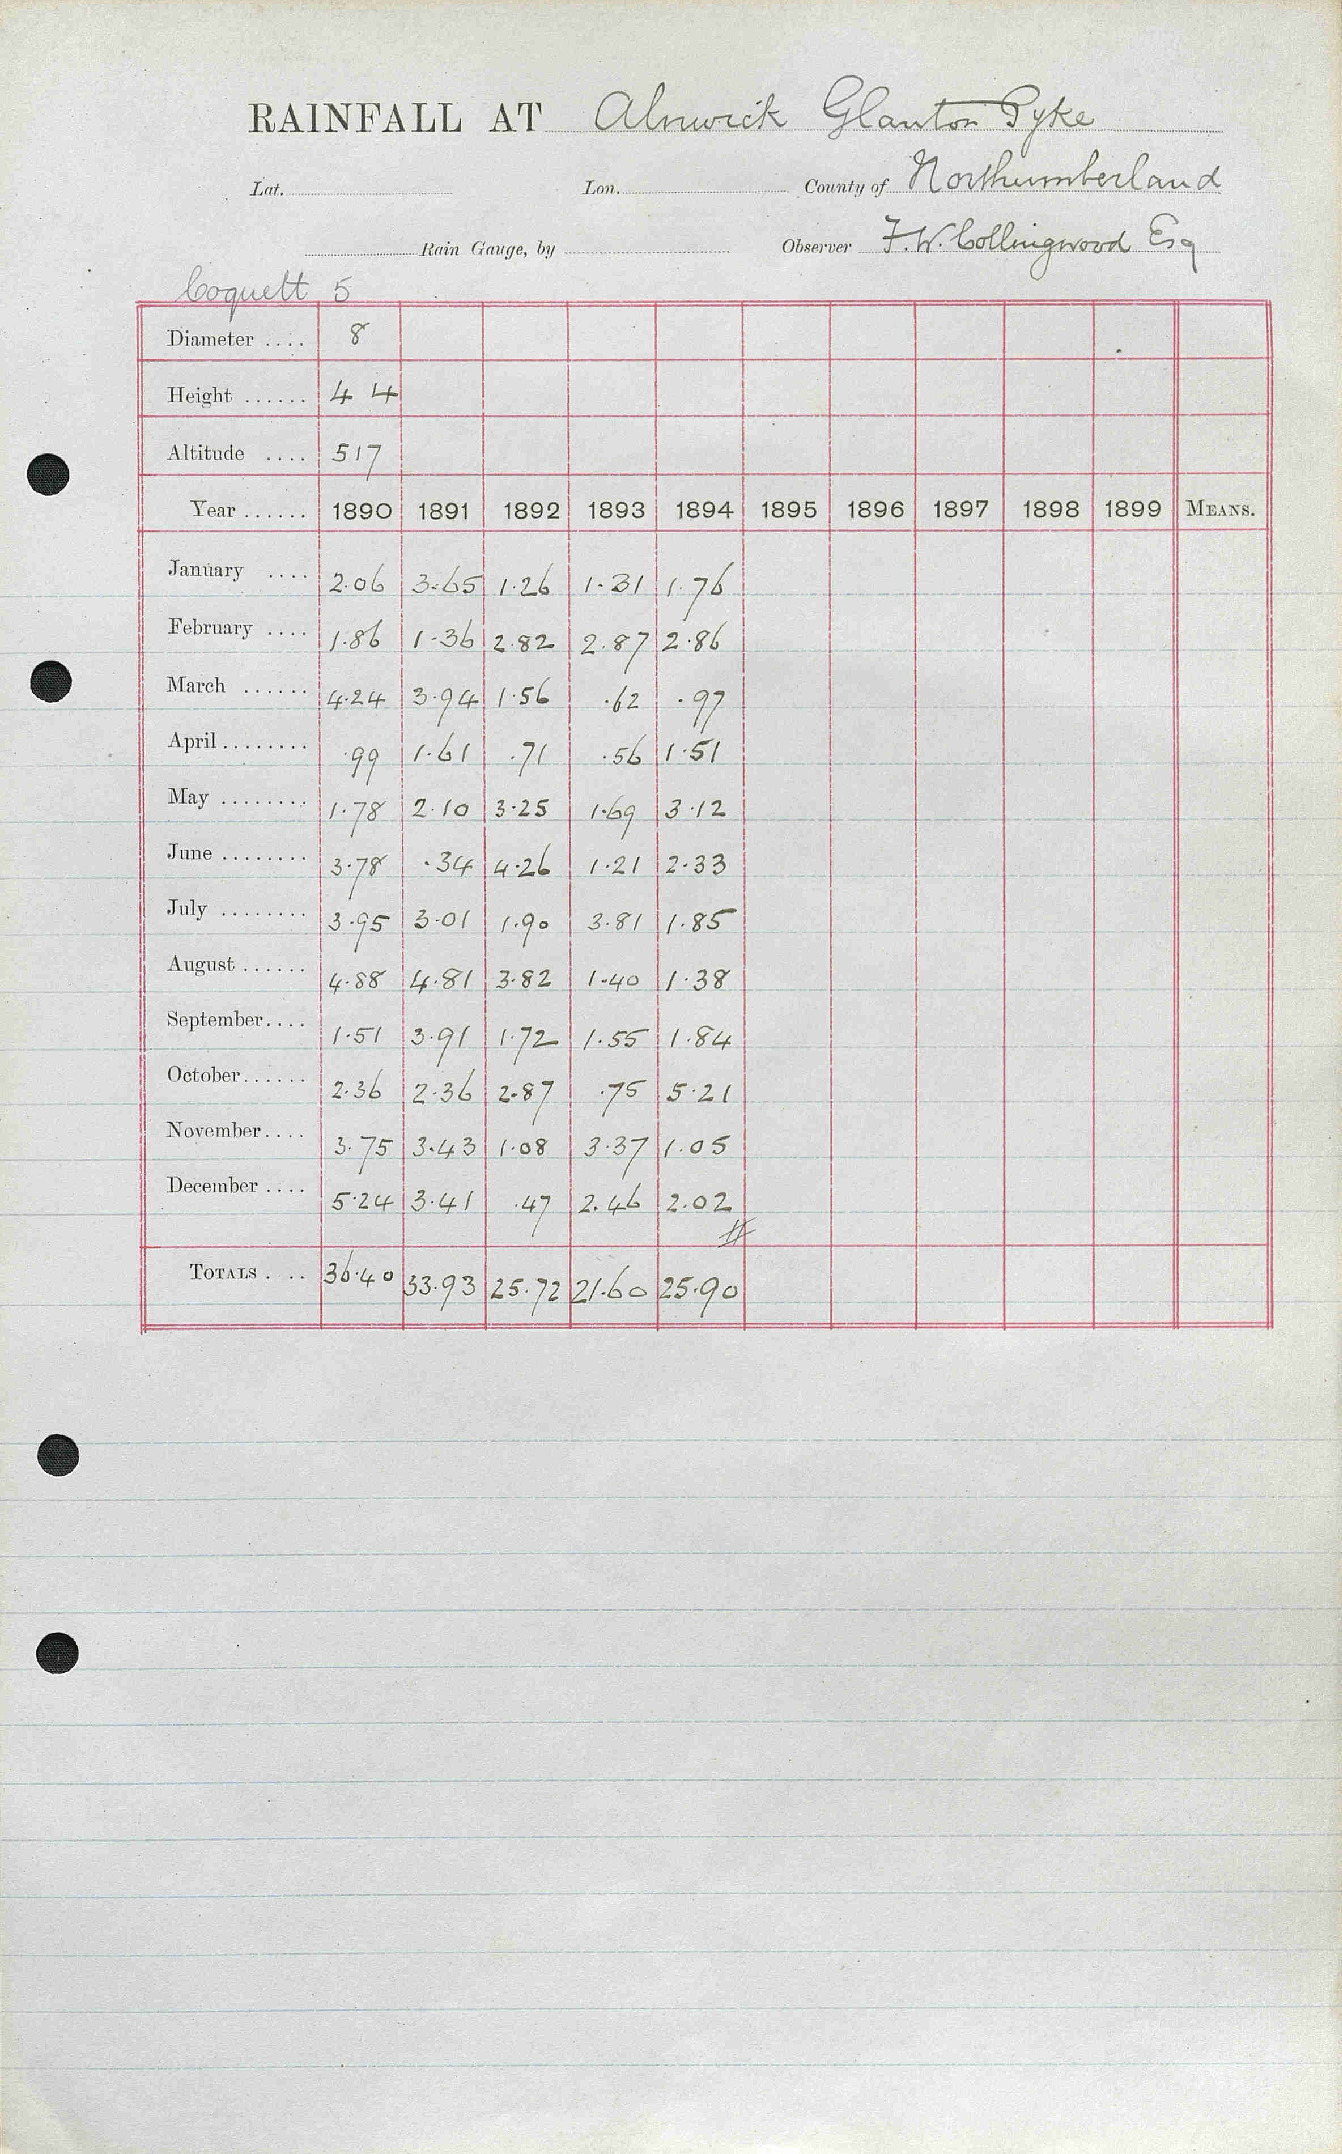 RAINFALL AT Alnwick Glanton Pyke
Lat. Lon. County of Northumberland
Rain Gauge, by Observer F. W. Collingwood Esq
Coquett 5
Diameter .... 8
Height ...... 4 4
Altitude .... 517
Year ...... 1890 1891 1892 1893 1894 1895 1896 1897 1898 1899 MEANS.
January .... 2.06 3.65 1.26 1.31 1.76
February .... 1.86 1.36 2.82 2.87 2.86
March ...... 4.24 3.94 1.56 .62 .97
April ........ .99 1.61 .71 .56 1.51
May ........ 1.78 2.10 3.25 1.69 3.12
June ........ 3.78 .34 4.26 1.21 2.33
July ........ 3.95 3.01 1.90 3.81 1.85
August ...... 4.88 4.81 3.82 1.40 1.38
September.... 1.51 3.91 1.72 1.55 1.84
October...... 2.36 2.36 2.87 .75 5.21
November.... 3.75 3.43 1.08 3.37 1.05
December .... 5.24 3.41 .47 2.46 2.02
TOTALS . .. 36.40 33.93 25.72 21.60 25.90